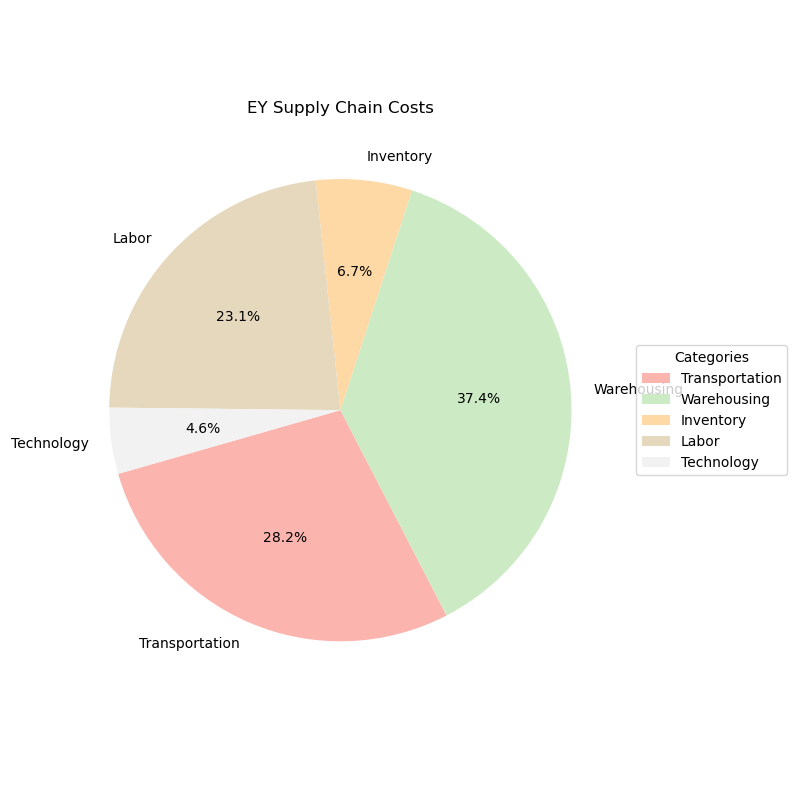 EY Supply Chain Costs
Inventory
Labor
6.7%
23.1%
Categories
Transportation
Warehousing
Inventory
Labor
Technology
Warehousing
37.4%
4.6%
Technology
28.2%
Transportation